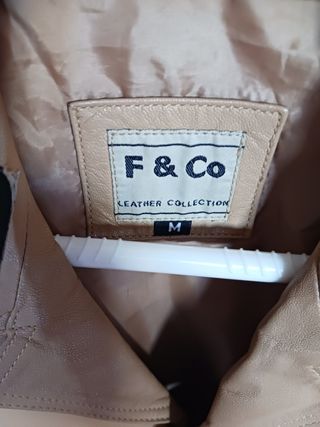 F & Co
LEATHER COLLECTION
M